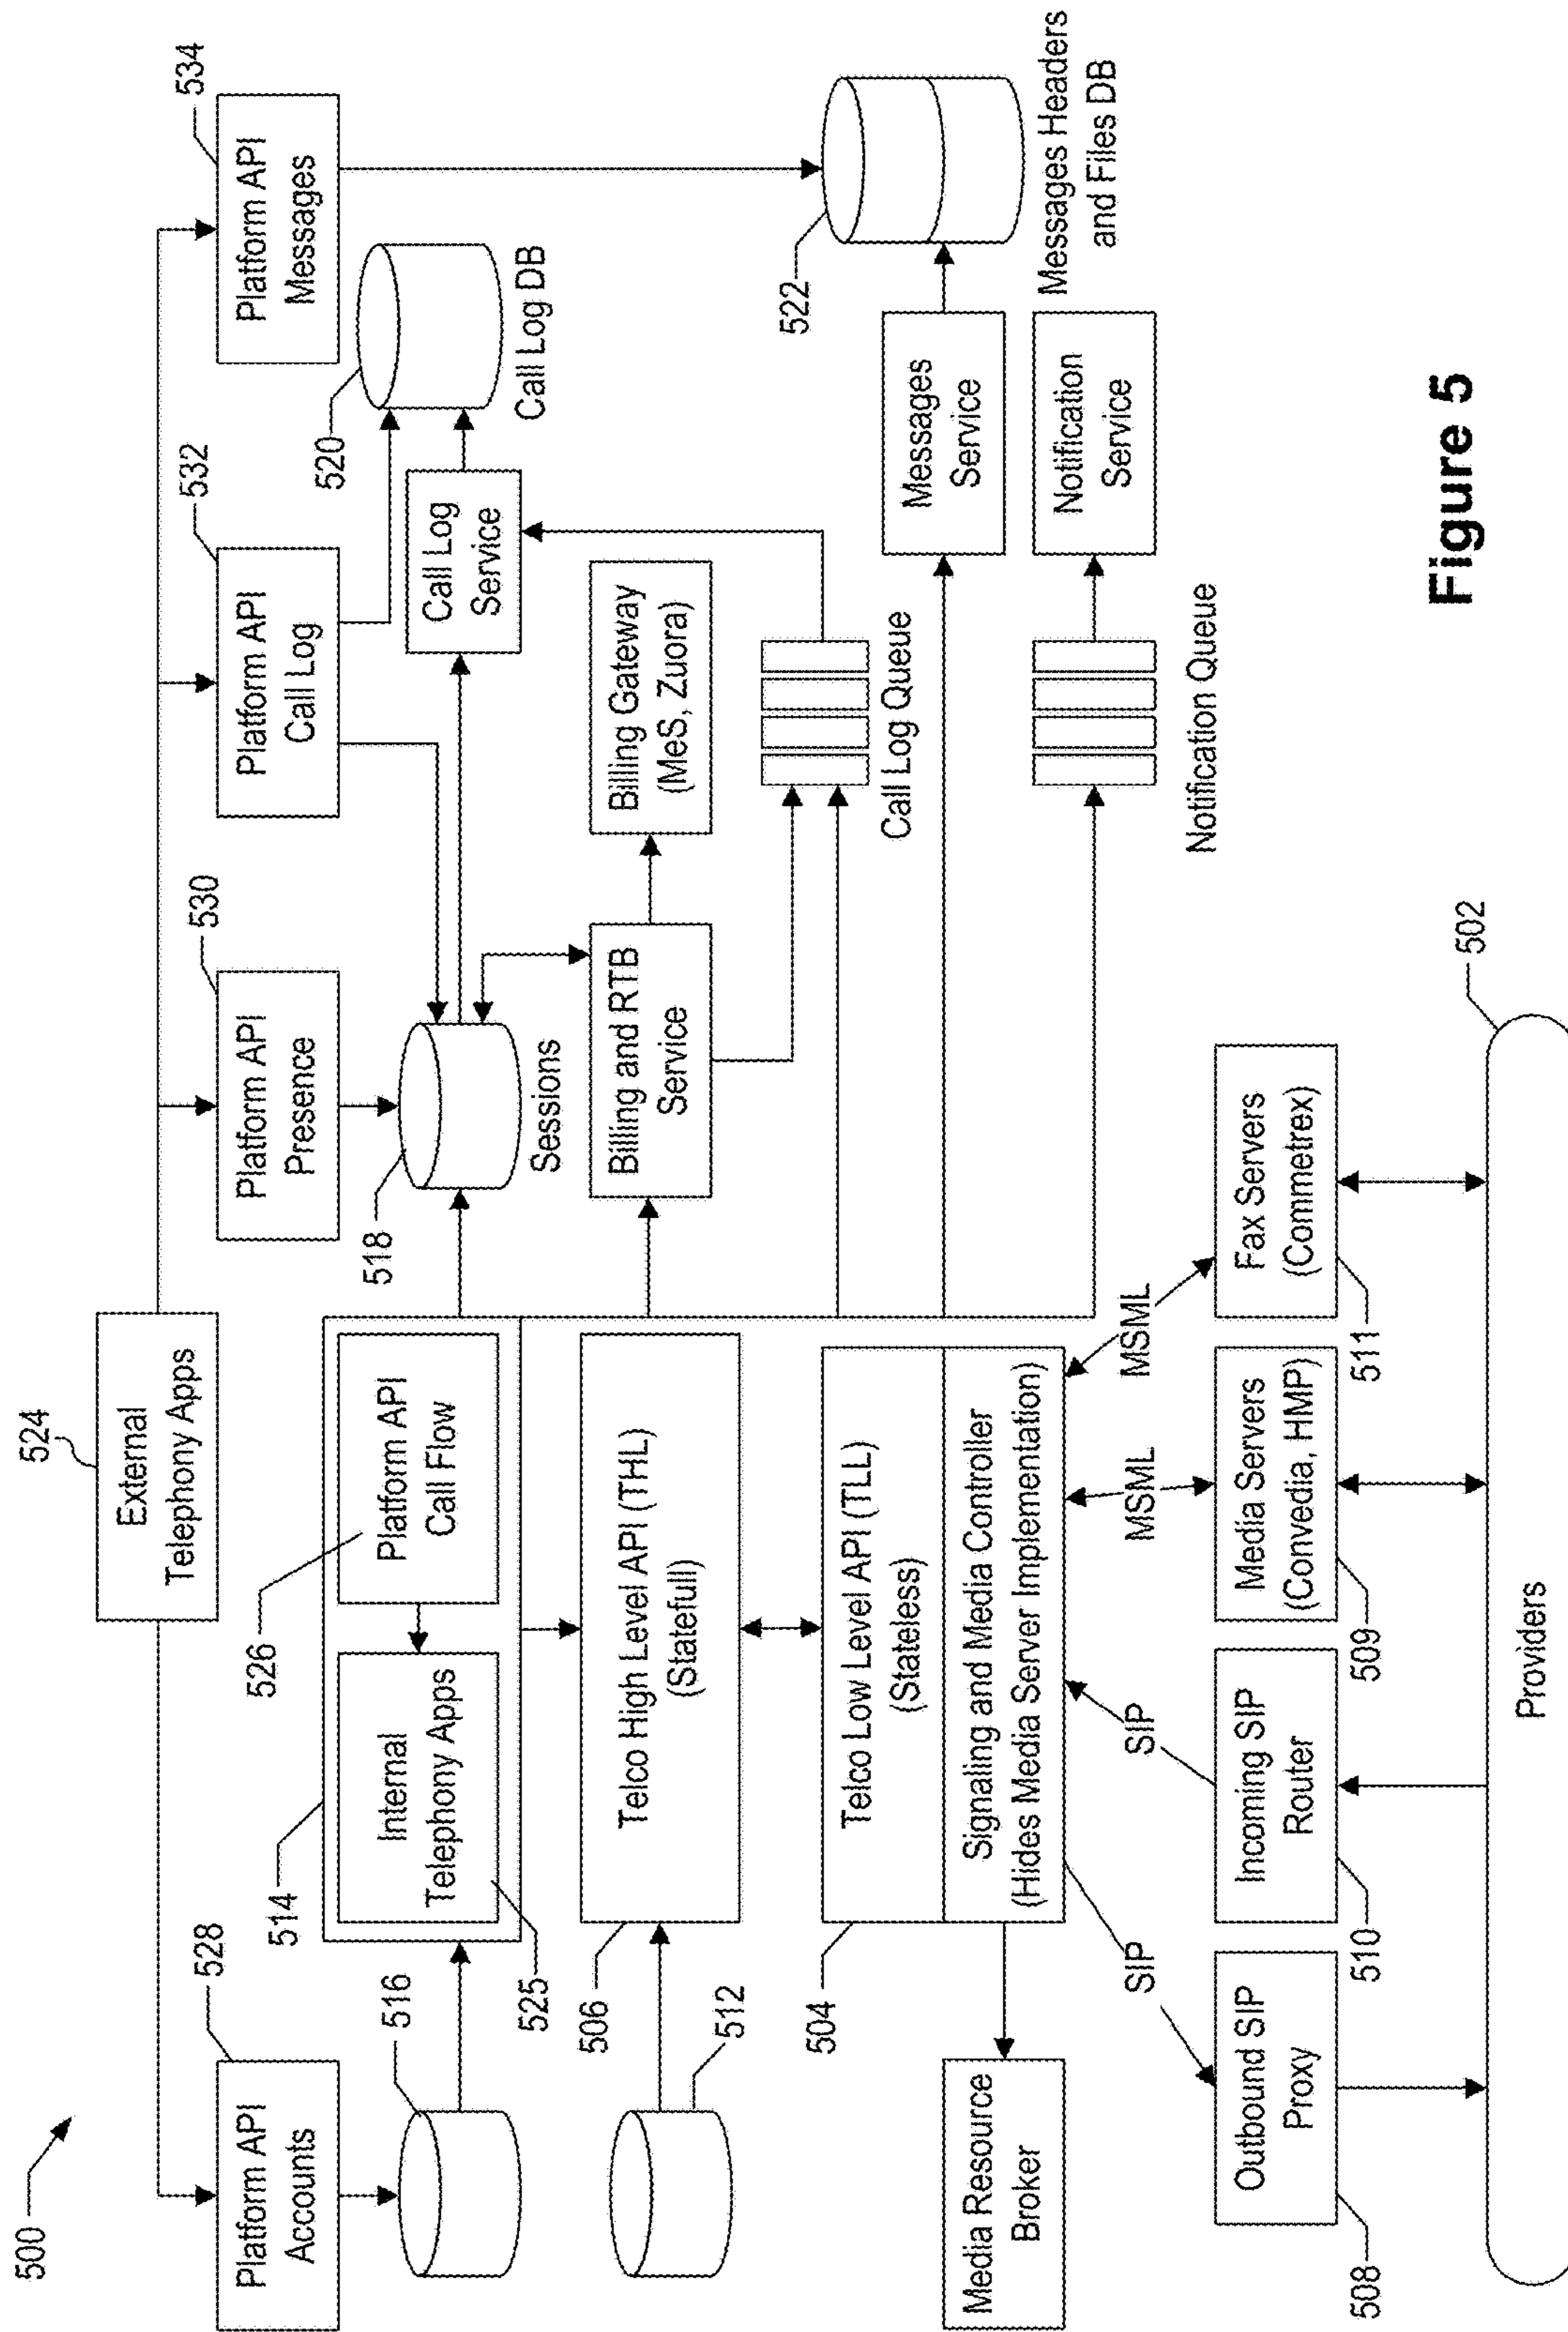 500
524
External
Telephony Apps
528
Platform API
Accounts
530
Platform API
Presence
532
Platform API
Call Log
534
Platform API
Messages
516
514
526
Internal
Telephony Apps
Platform API
Call Flow
525
518
Sessions
Call Log
Service
520
Call Log DB
506
512
Telco High Level API (THL)
(Statefull)
Billing and RTB
Service
Billing Gateway
(MeS, Zuora)
504
Telco Low Level API (TLL)
(Stateless)
Signaling and Media Controller
(Hides Media Server Implementation)
Media Resource
Broker
Call Log Queue
522
Messages
Service
Messages Headers
and Files DB
Notification
Service
Notification Queue
SIP
SIP
MSML
MSML
Outbound SIP
Proxy
508
Incoming SIP
Router
510
Media Servers
(Convedia, HMP)
509
Fax Servers
(Commetrex)
511
502
Providers
Figure 5